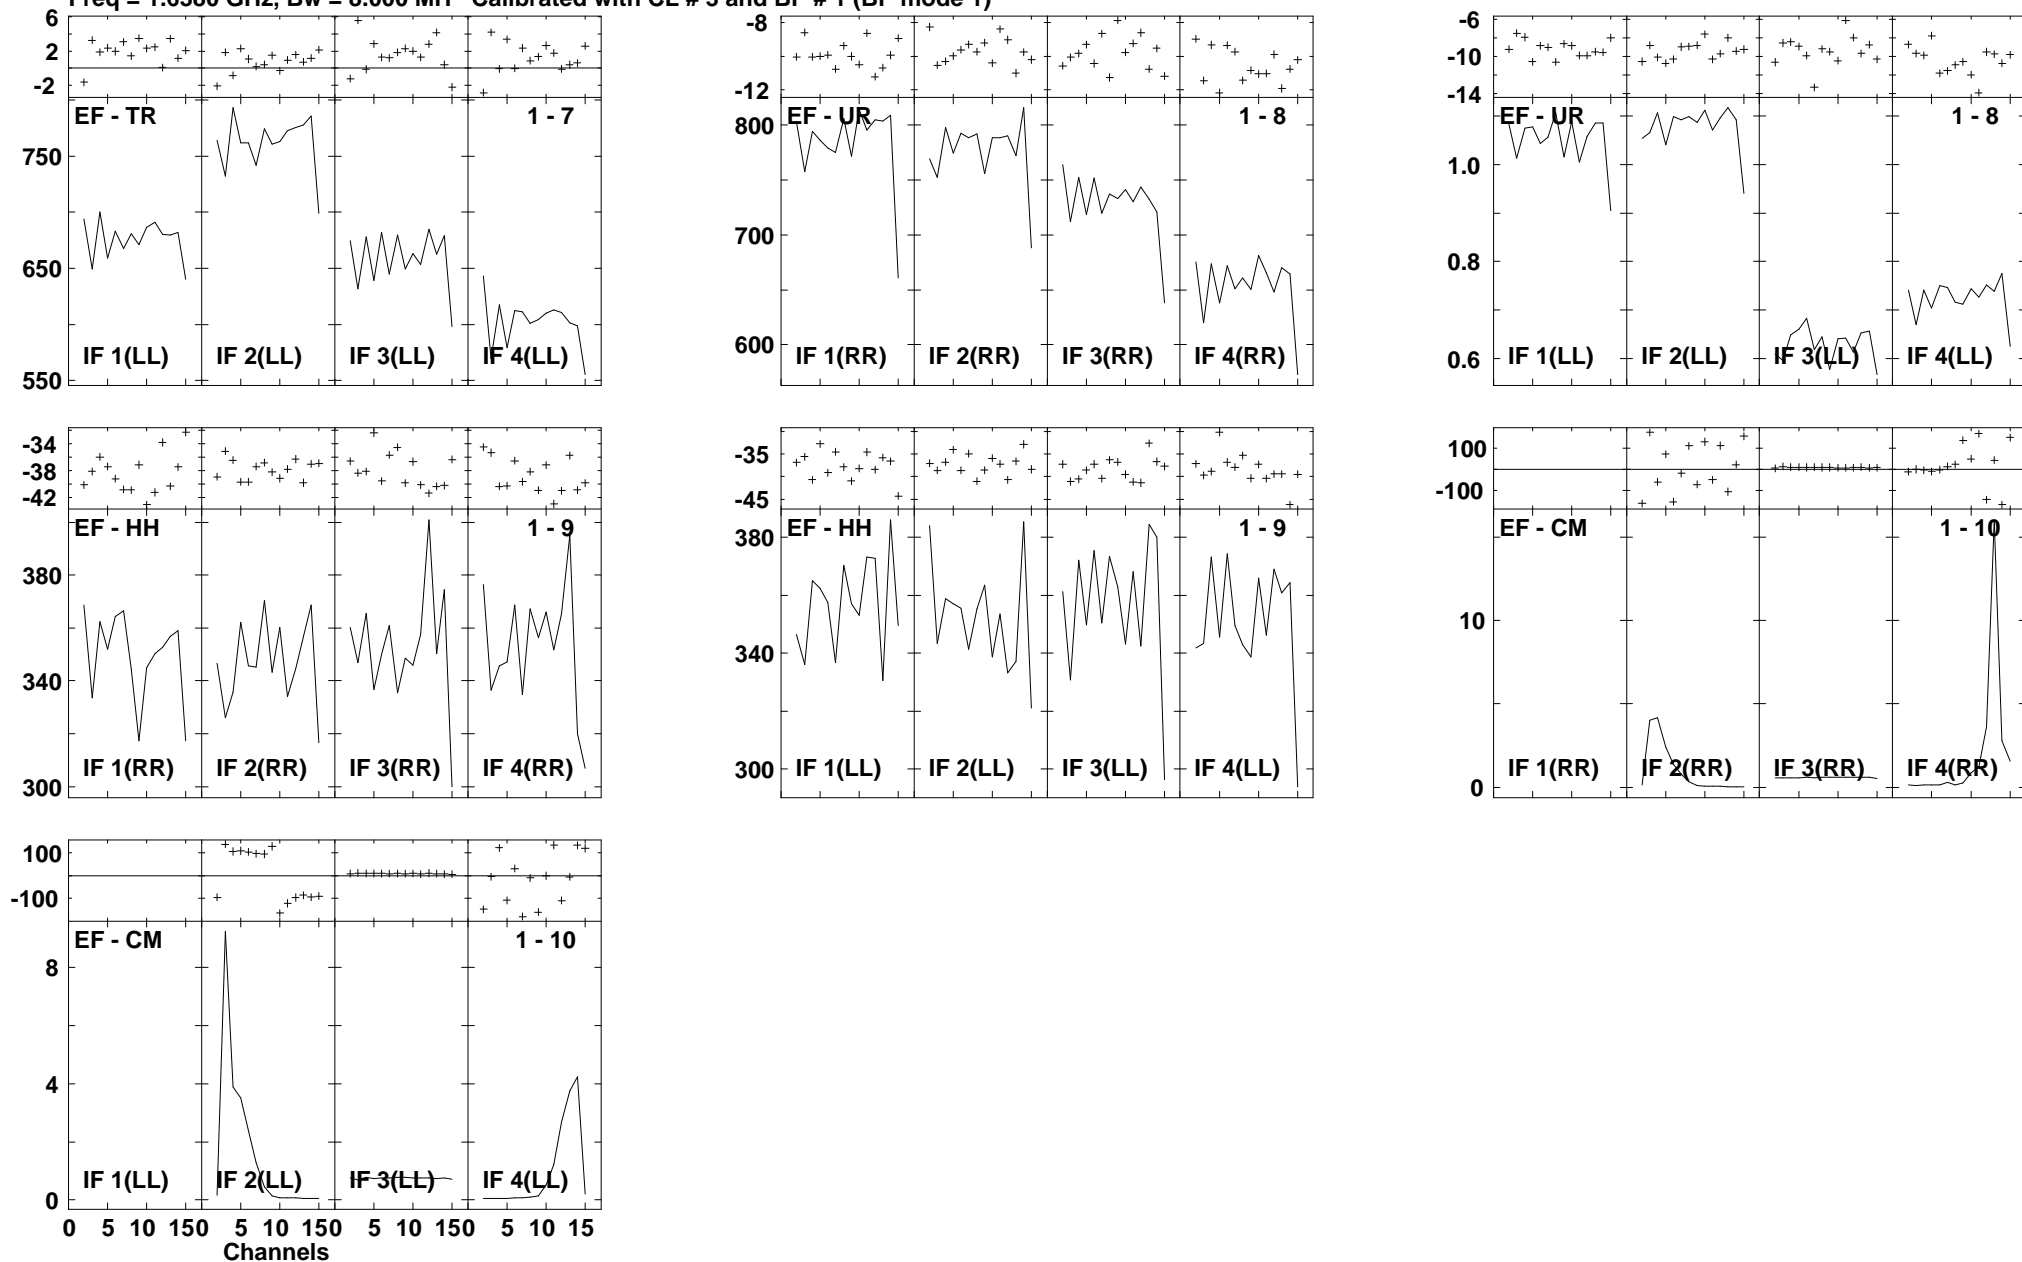 Freq = 1.6380 GHz, Bw = 8.000 MH Calibrated with CL # 3 and BP # 1 (BP mode 1)
6
2
-2
EF - TR 1 - 7
750
650
550
IF 1(LL) IF 2(LL) IF 3(LL) IF 4(LL)
-8
-12
EF - UR 1 - 8
800
700
600
IF 1(RR) IF 2(RR) IF 3(RR) IF 4(RR)
-6
-10
-14
EF - UR 1 - 8
1.0
0.8
0.6
IF 1(LL) IF 2(LL) IF 3(LL) IF 4(LL)
-34
-38
-42
EF - HH 1 - 9
380
340
300
IF 1(RR) IF 2(RR) IF 3(RR) IF 4(RR)
-35
-45
EF - HH 1 - 9
380
340
300
IF 1(LL) IF 2(LL) IF 3(LL) IF 4(LL)
100
-100
EF - CM 1 - 10
10
0
IF 1(RR) IF 2(RR) IF 3(RR) IF 4(RR)
100
-100
EF - CM 1 - 10
8
4
0
IF 1(LL) IF 2(LL) IF 3(LL) IF 4(LL)
0 5 10 150 5 10 150 5 10 15
Channels